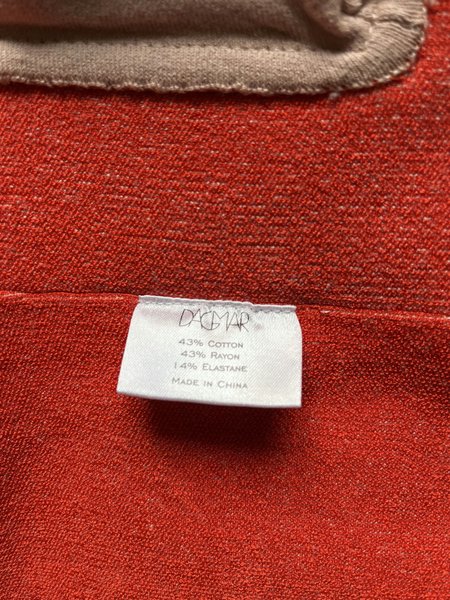 DAGMAR
43% COTTON
43% RAYON
14% ELASTANE
MADE IN CHINA